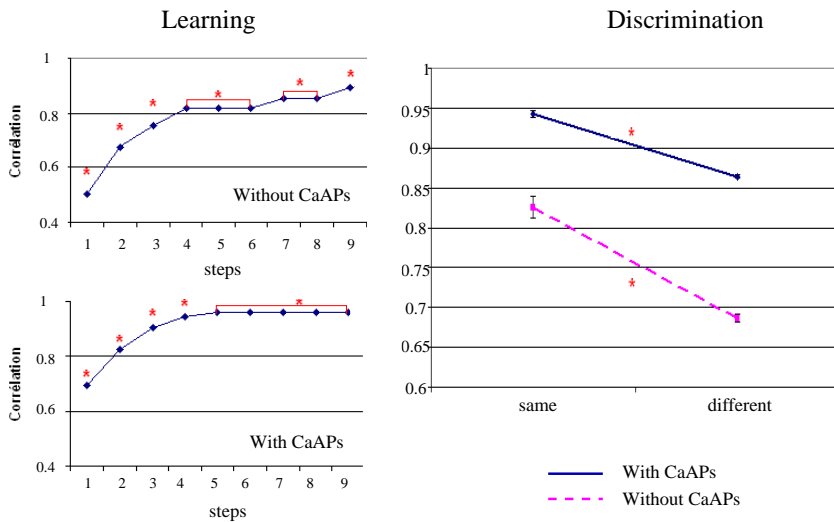 Learning
1
0.8
0.6
0.4
Corrélation
*
*
*
*
*
*
Without CaAPs
1 2 3 4 5 6 7 8 9
steps
1
0.8
0.6
0.4
Corrélation
*
*
*
*
*
With CaAPs
1 2 3 4 5 6 7 8 9
steps
Discrimination
1
0.95
0.9
0.85
0.8
0.75
0.7
0.65
0.6
*
*
same different
With CaAPs
Without CaAPs